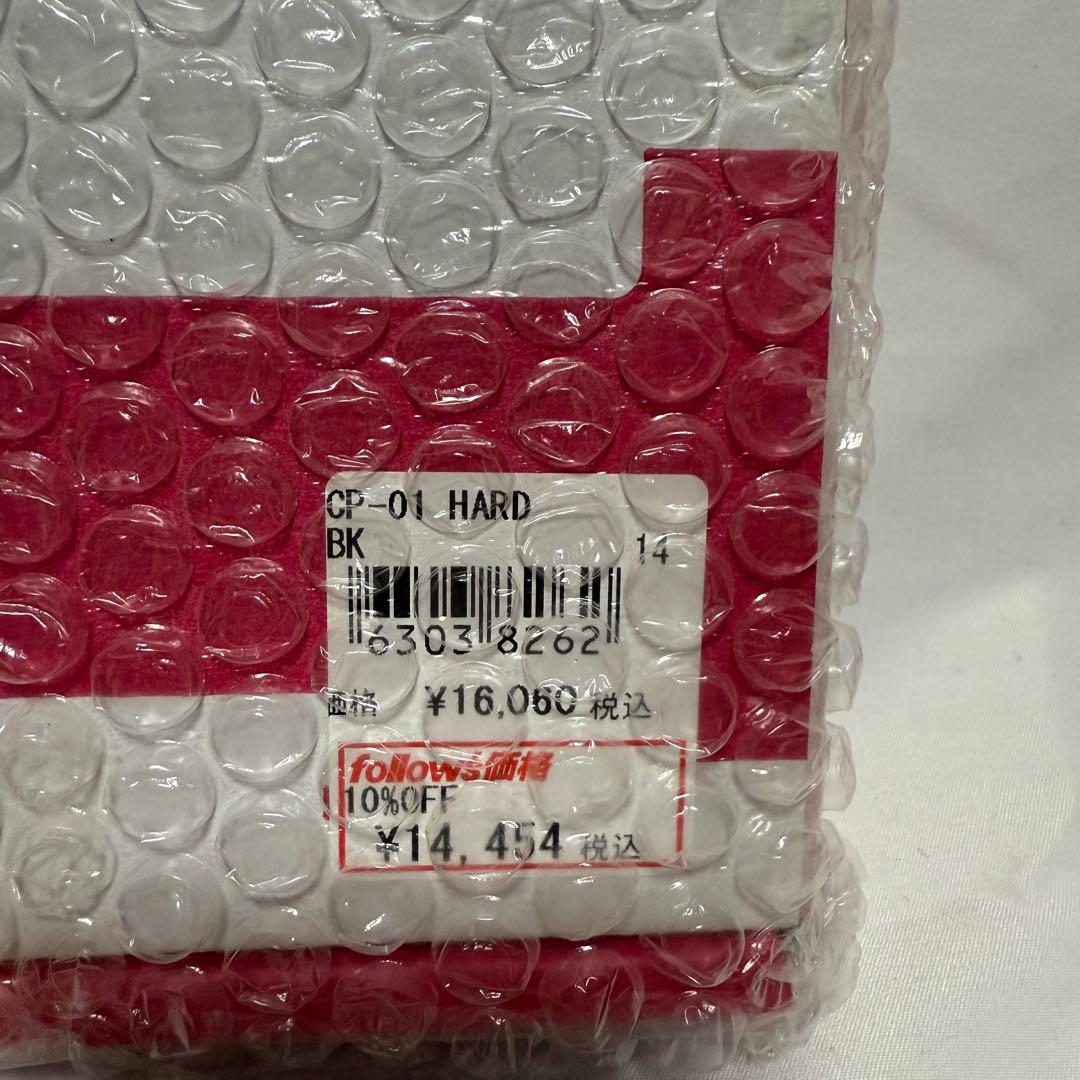 CP-01 HARD
BK 14
6303 8262
価格 ¥16,060 税込
follows価格
10%OFF
¥14,454 税込